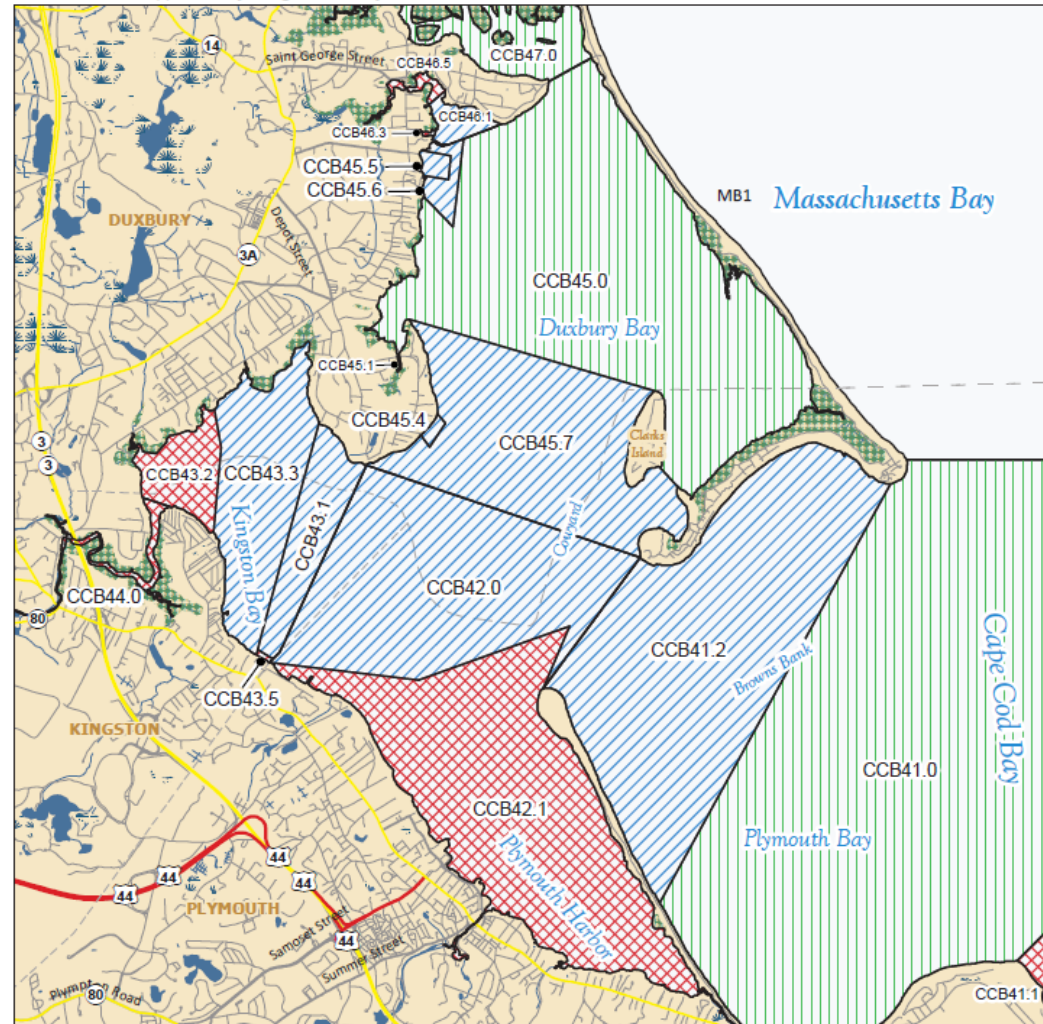 14
Saint George Street
CCB46.5
CCB47.0
CCB46.1
CCB46.3
CCB45.5
CCB45.6
MB1
Massachusetts Bay
DUXBURY
Depot Street
3A
CCB45.0
Duxbury Bay
CCB45.1
CCB45.4
CCB45.7
Clarks
Island
3
3
CCB43.2
CCB43.3
CCB43.1
Kingston Bay
Cowyard
CCB42.0
CCB44.0
80
CCB41.2
Browns Bank
Cape Cod Bay
CCB43.5
KINGSTON
CCB41.0
CCB42.1
Plymouth Harbor
Plymouth Bay
44
44
44
44
44
PLYMOUTH
Samoset Street
Summer Street
Plympton Road
80
CCB41.1